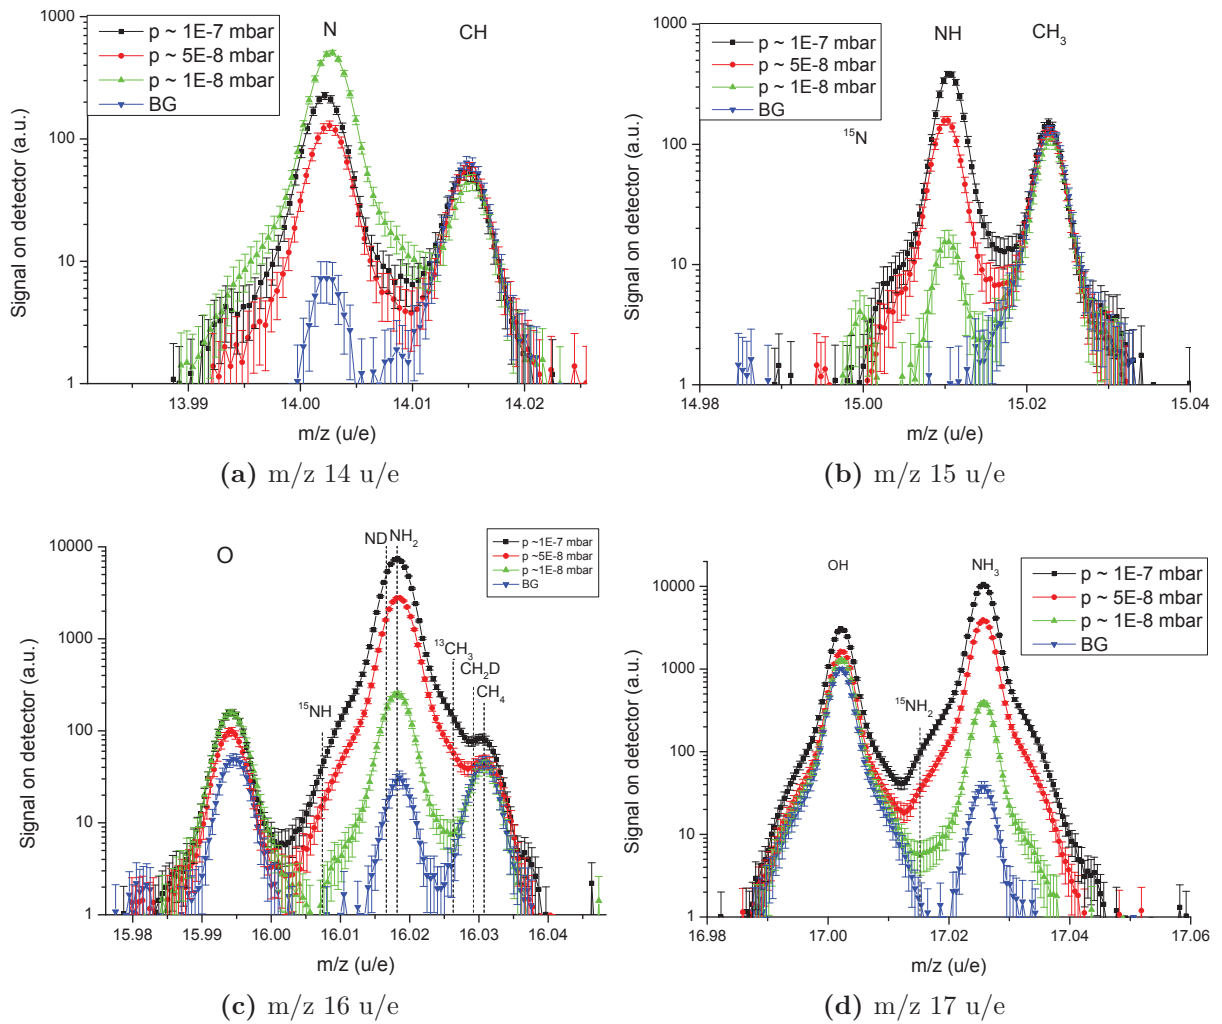 1000
100
10
1
Signal on detector (a.u.)
p ~ 1E-7 mbar
p ~ 5E-8 mbar
p ~ 1E-8 mbar
BG
N
CH
13.99
14.00
14.01
14.02
m/z (u/e)
(a) m/z 14 u/e
1000
100
10
1
Signal on detector (a.u.)
p ~ 1E-7 mbar
p ~ 5E-8 mbar
p ~ 1E-8 mbar
BG
¹⁵N
NH
CH₃
14.98
15.00
15.02
15.04
m/z (u/e)
(b) m/z 15 u/e
10000
1000
100
10
1
Signal on detector (a.u.)
O
ND
NH₂
p ~1E-7 mbar
p ~5E-8 mbar
p ~1E-8 mbar
BG
¹⁵NH
¹³CH₃
CH₂D
CH₄
15.98
15.99
16.00
16.01
16.02
16.03
16.04
m/z (u/e)
(c) m/z 16 u/e
10000
1000
100
10
1
Signal on detector (a.u.)
OH
¹⁵NH₂
NH₃
p ~ 1E-7 mbar
p ~ 5E-8 mbar
p ~ 1E-8 mbar
BG
16.98
17.00
17.02
17.04
17.06
m/z (u/e)
(d) m/z 17 u/e